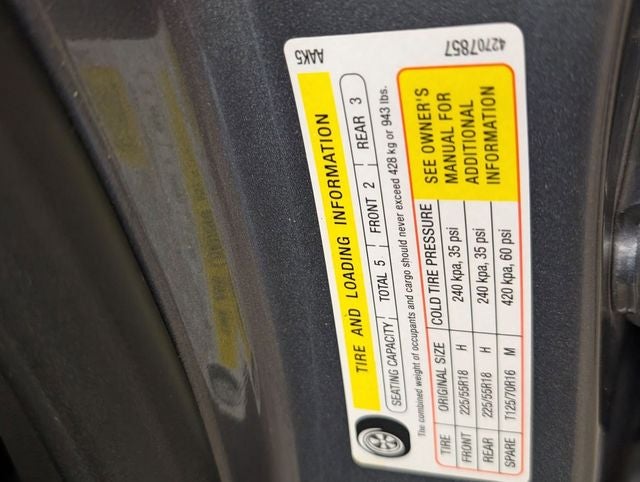 AAK5 42707857
TIRE AND LOADING INFORMATION
SEATING CAPACITY TOTAL 5 FRONT 2 REAR 3
The combined weight of occupants and cargo should never exceed 428 kg or 943 lbs.
TIRE ORIGINAL SIZE COLD TIRE PRESSURE
FRONT 225/55R18 H 240 kpa, 35 psi
REAR 225/55R18 H 240 kpa, 35 psi
SPARE T125/70R16 M 420 kpa, 60 psi
SEE OWNER'S
MANUAL FOR
ADDITIONAL
INFORMATION